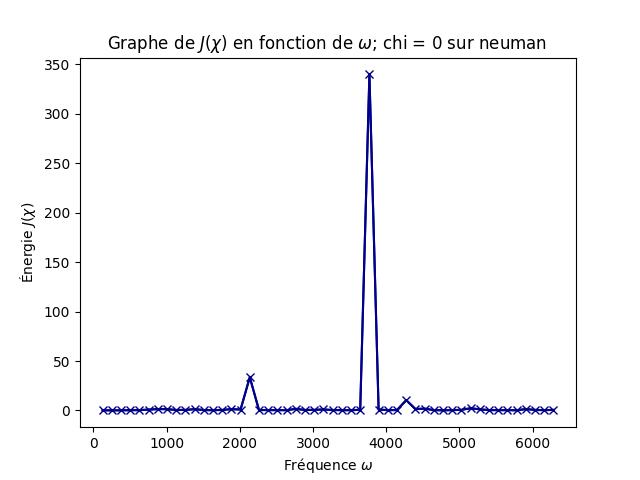 Graphe de J(χ) en fonction de ω; chi = 0 sur neuman
350
300
250
200
150
100
50
0
Énergie J(χ)
0 1000 2000 3000 4000 5000 6000
Fréquence ω